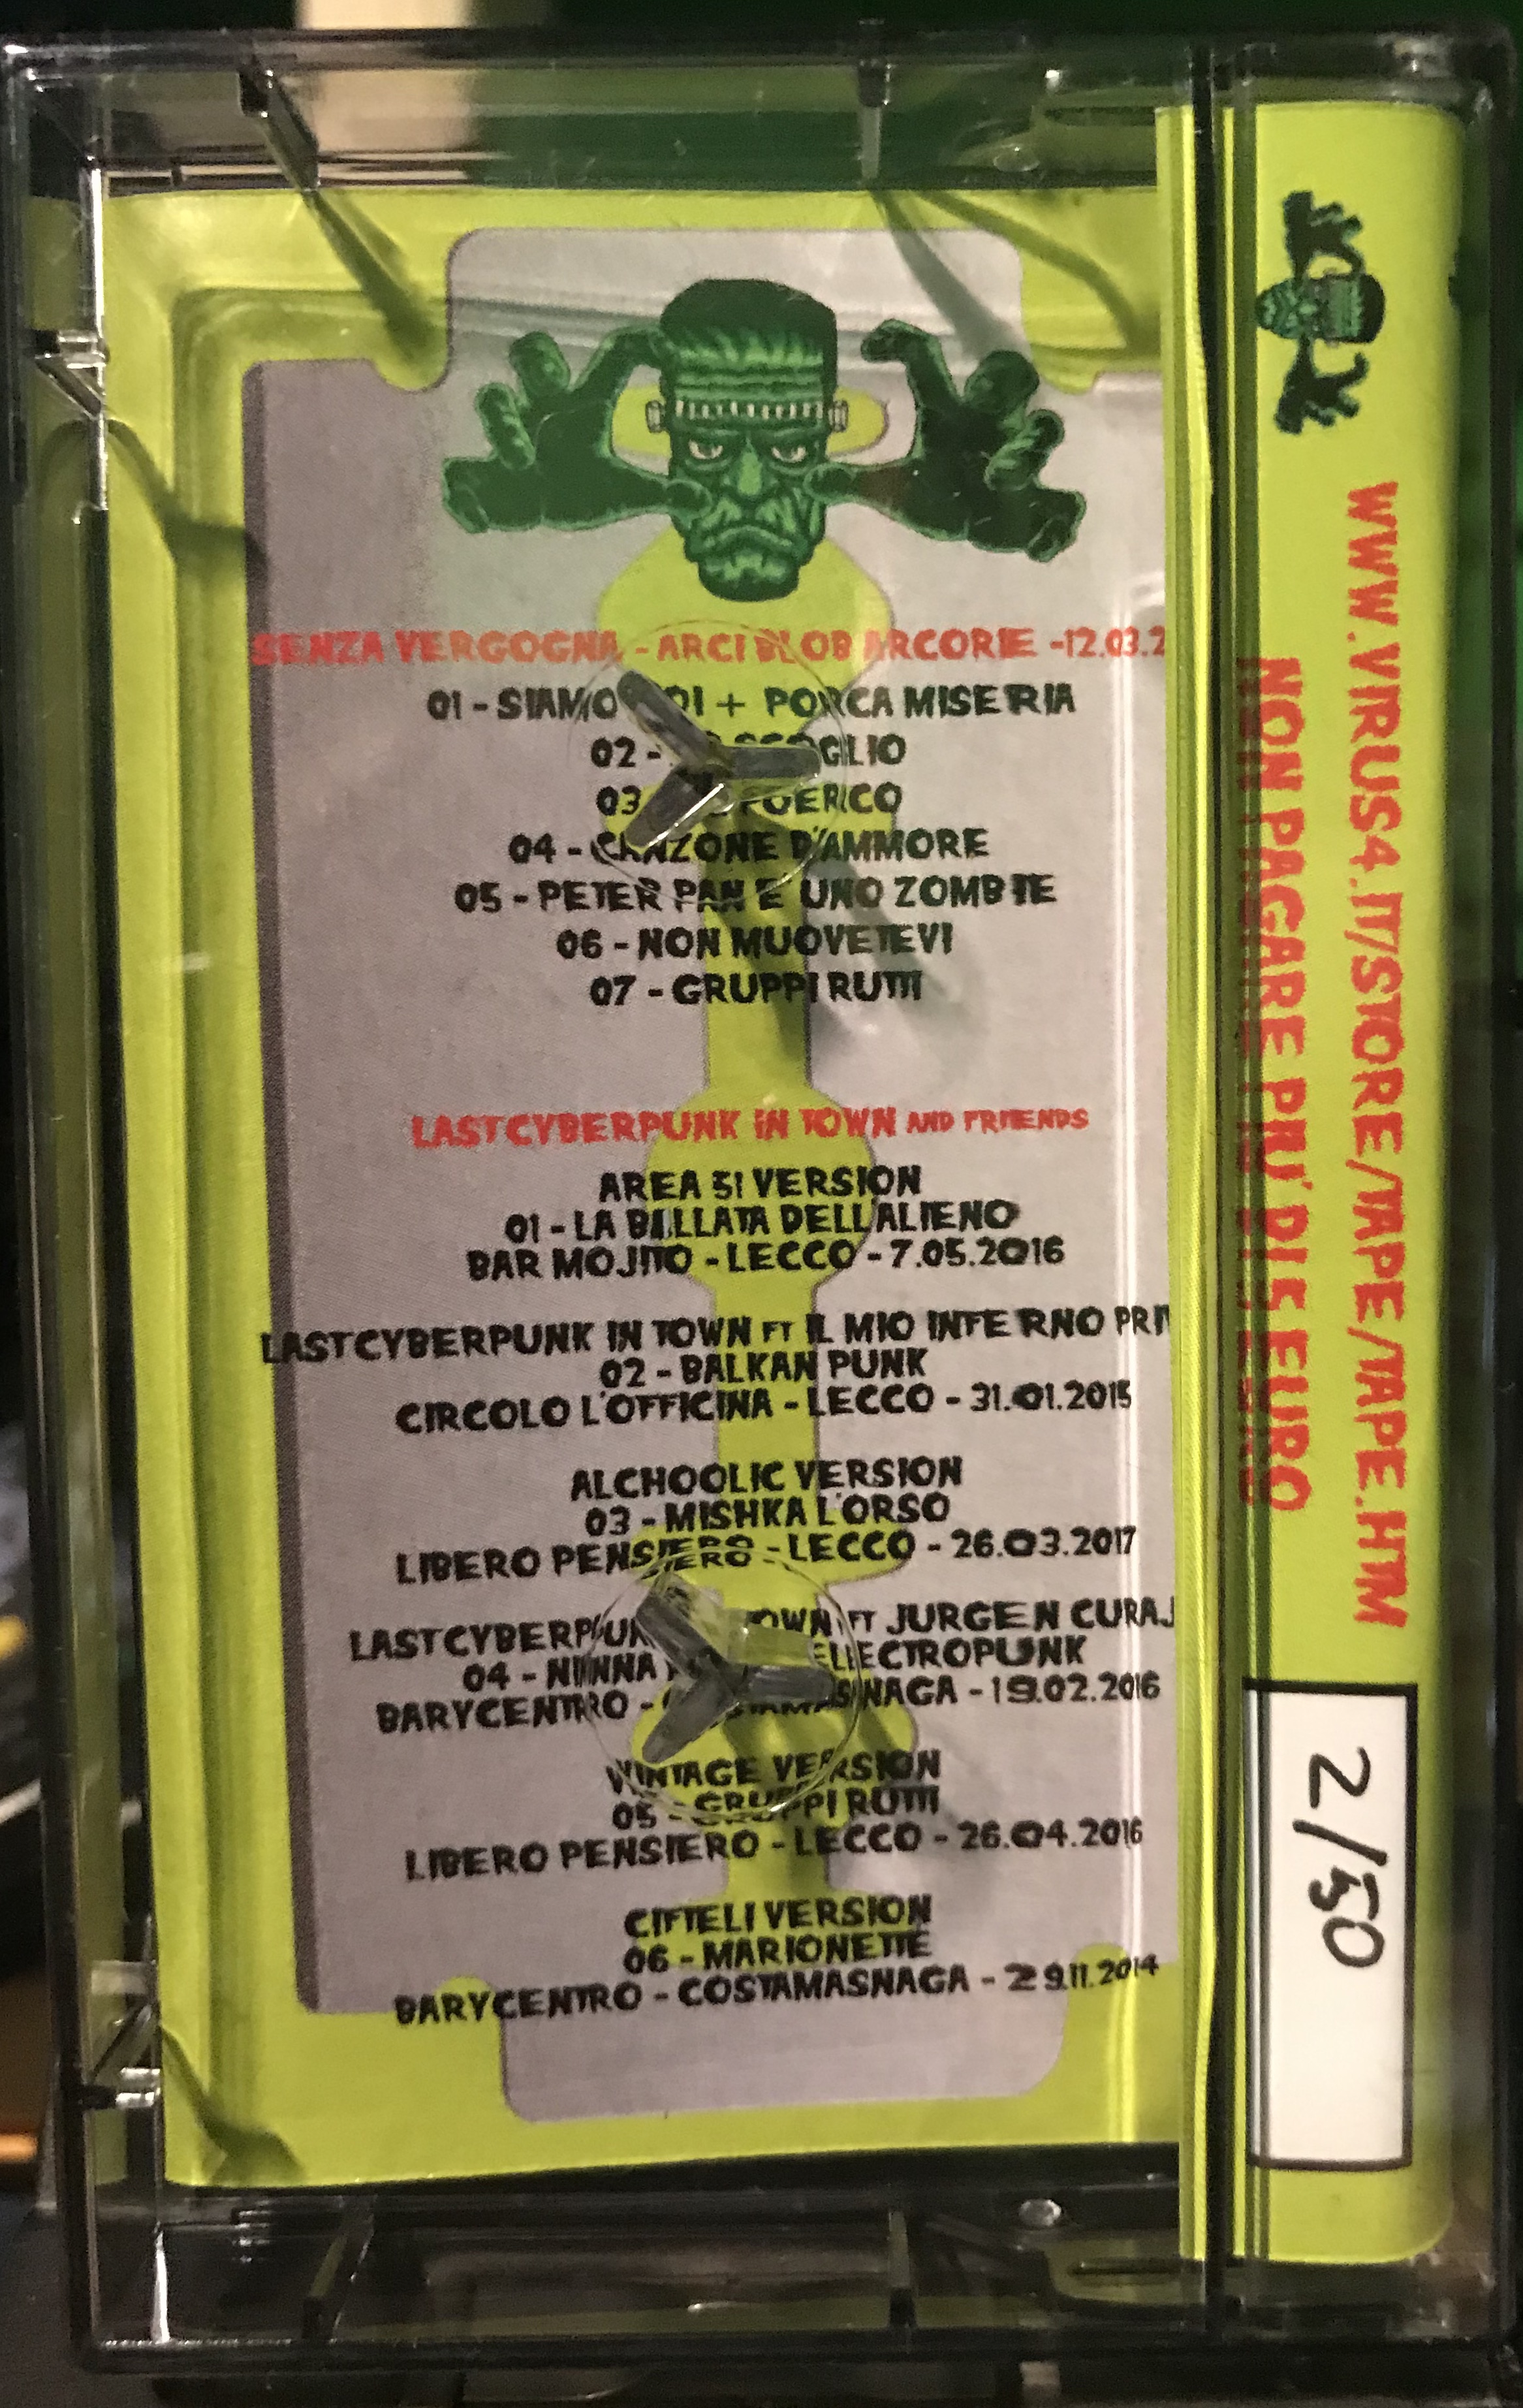 SENZA VERGOGNA - ARCI BLOB ARCORE - 12.03.2
01 - SIAMO + PORCA MISERIA
02 -
03
04 - CANZONE D'AMMORE
05 - PETER PAN E' UNO ZOMBIE
06 - NON MUOVETEVI
07 - GRUPPI RUTTI
LASTCYBERPUNK IN TOWN AND FRIENDS
AREA 51 VERSION
01 - LA BALLATA DELL'ALIENO
BAR MOJITO - LECCO - 7.05.2016
LASTCYBERPUNK IN TOWN FT IL MIO INFERNO PRI
02 - BALKAN PUNK
CIRCOLO L'OFFICINA - LECCO - 31.01.2015
ALCHOOLIC VERSION
03 - MISHKA L'ORSO
LIBERO PENSIERO - LECCO - 26.03.2017
LASTCYBERPUNK TOWN FT JURGEN CURAJ
04 - NINNA ELECTROPUNK
BARYCENTRO - COSTAMASNAGA - 19.02.2016
VINTAGE VERSION
05 - GRUPPI RUTTI
LIBERO PENSIERO - LECCO - 26.04.2016
CIFTELI VERSION
06 - MARIONETTE
BARYCENTRO - COSTAMASNAGA - 29.11.2014
WWW.VIRUS4.IT/STORE/TAPE/TAPE.HTM
NON PAGARE PIU' DI 5 EURO
2/50